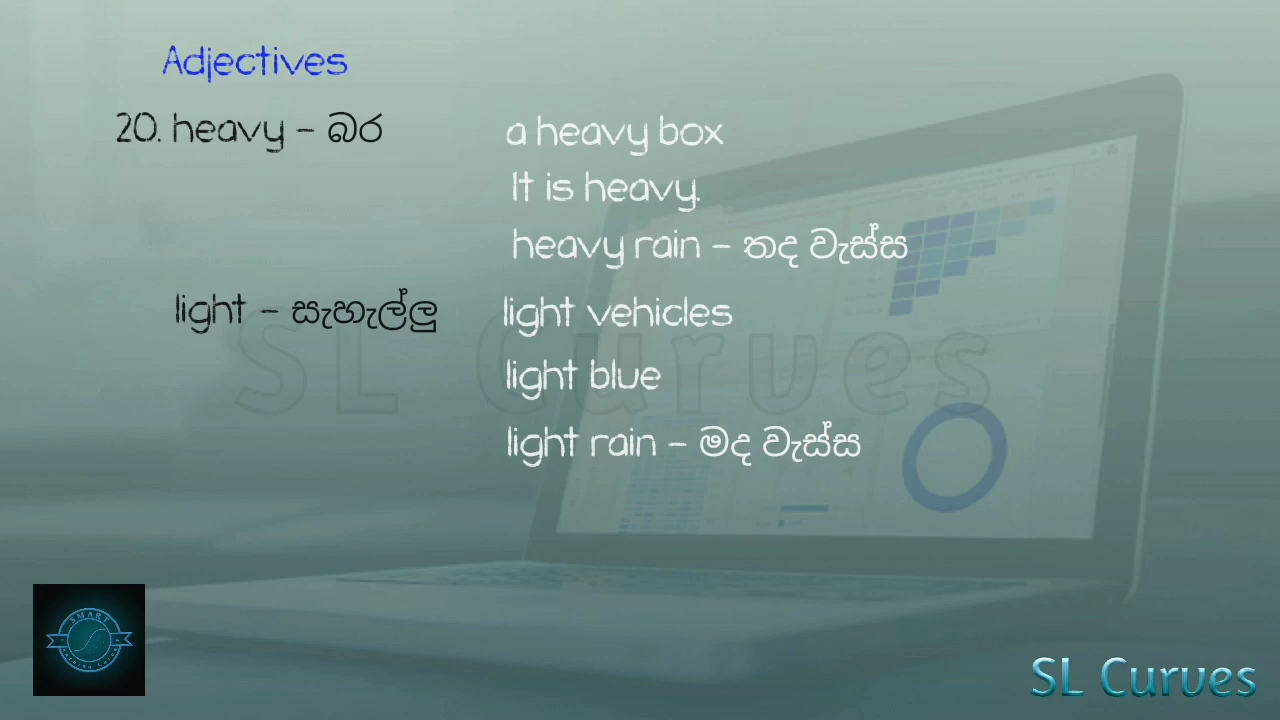 Adjectives
20. heavy - බර
a heavy box
It is heavy.
heavy rain - තද වැස්ස
light - සැහැල්ලු
light vehicles
light blue
light rain - මද වැස්ස
SL Curves
SMART
SL Curves